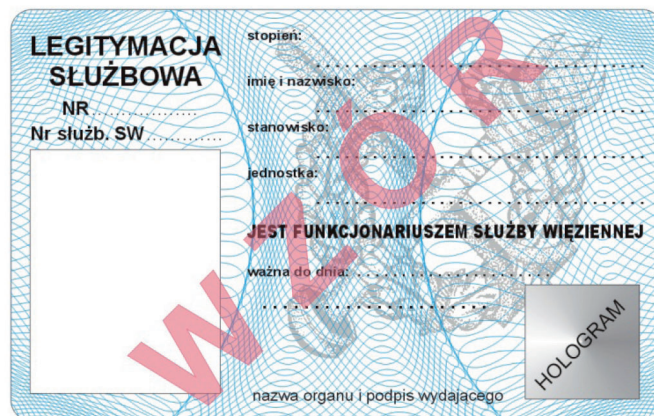 LEGITYMACJA
SŁUŻBOWA
NR
Nr służb. SW
stopień:
imię i nazwisko:
stanowisko:
jednostka:
JEST FUNKCJONARIUSZEM SŁUŻBY WIĘZIENNEJ
ważna do dnia:
nazwa organu i podpis wydającego
HOLOGRAM
WZÓR